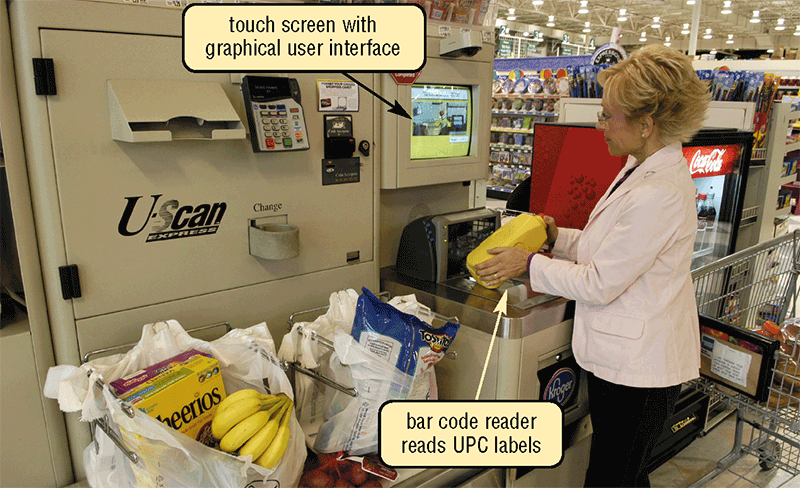 touch screen with
graphical user interface
U-Scan
EXPRESS
Change
Coca-Cola
bar code reader
reads UPC labels
Cheerios
TOSTITOS
Kroger